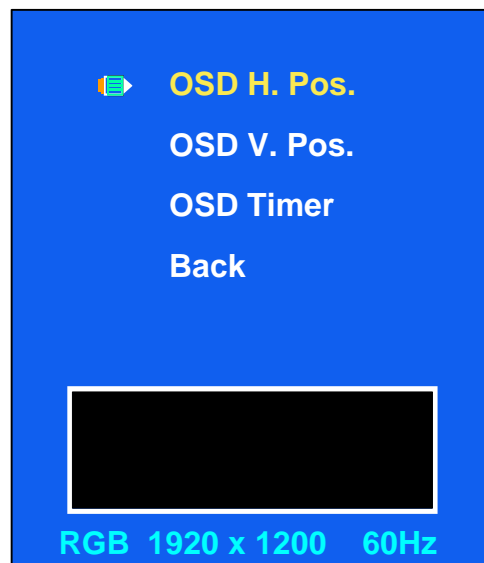 OSD H. Pos.
OSD V. Pos.
OSD Timer
Back
RGB 1920 x 1200 60Hz